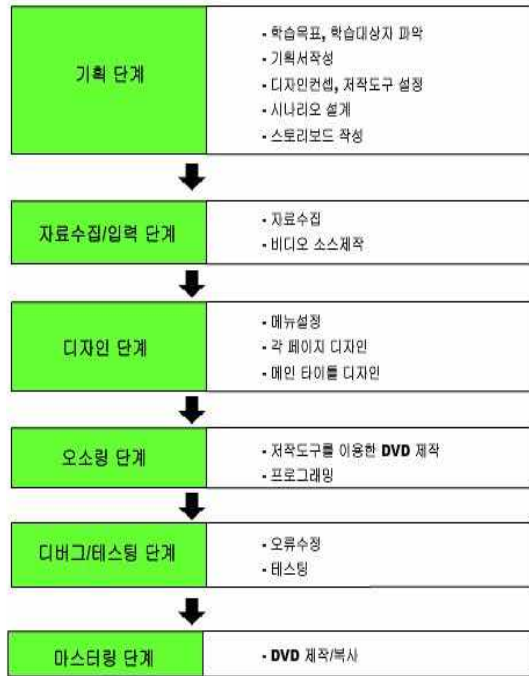 기획 단계
- 학습목표, 학습대상자 파악
- 기획서작성
- 디자인컨셉, 저작도구 설정
- 시나리오 설계
- 스토리보드 작성
자료수집/입력 단계
- 자료수집
- 비디오 소스제작
디자인 단계
- 메뉴설정
- 각 페이지 디자인
- 메인 타이틀 디자인
오소링 단계
- 저작도구를 이용한 DVD 제작
- 프로그래밍
디버그/테스팅 단계
- 오류수정
- 테스팅
마스터링 단계
- DVD 제작/복사